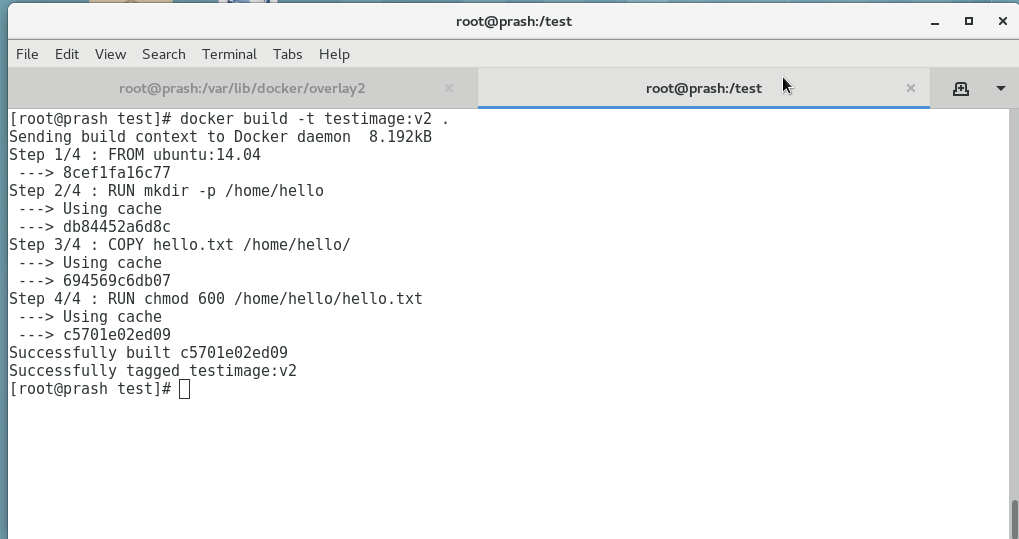 root@prash:/test
File Edit View Search Terminal Tabs Help
root@prash:/var/lib/docker/overlay2 root@prash:/test
[root@prash test]# docker build -t testimage:v2 .
Sending build context to Docker daemon  8.192kB
Step 1/4 : FROM ubuntu:14.04
 ---> 8cef1fa16c77
Step 2/4 : RUN mkdir -p /home/hello
 ---> Using cache
 ---> db84452a6d8c
Step 3/4 : COPY hello.txt /home/hello/
 ---> Using cache
 ---> 694569c6db07
Step 4/4 : RUN chmod 600 /home/hello/hello.txt
 ---> Using cache
 ---> c5701e02ed09
Successfully built c5701e02ed09
Successfully tagged testimage:v2
[root@prash test]#